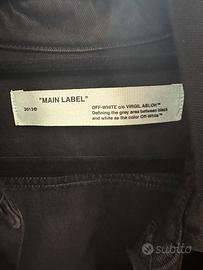 "MAIN LABEL"
2013© OFF-WHITE c/o VIRGIL ABLOH™
Defining the grey area between black
and white as the color Off-White™
subito